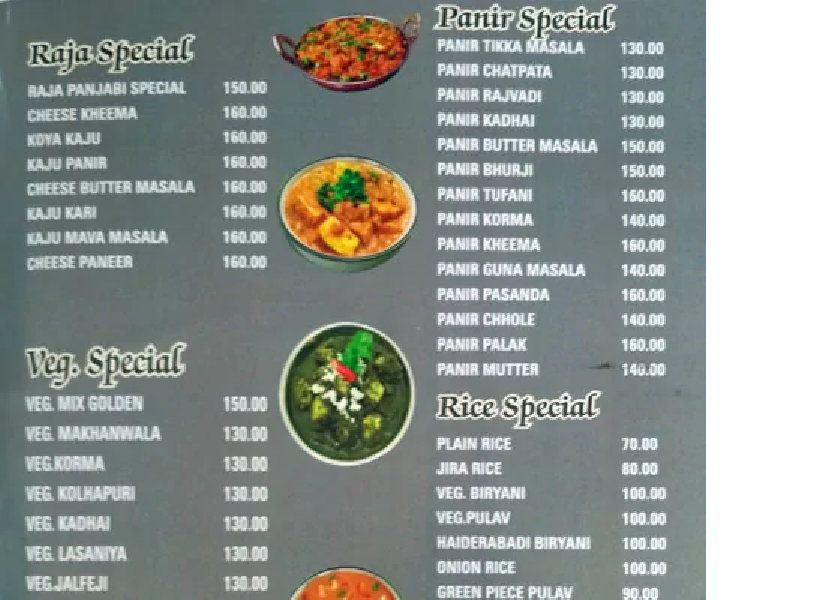 Raja Special
RAJA PANJABI SPECIAL 150.00
CHEESE KHEEMA 160.00
KOYA KAJU 160.00
KAJU PANIR 160.00
CHEESE BUTTER MASALA 160.00
KAJU KARI 160.00
KAJU MAVA MASALA 160.00
CHEESE PANEER 160.00
Veg. Special
VEG. MIX GOLDEN 150.00
VEG. MAKHANWALA 130.00
VEG.KORMA 130.00
VEG. KOLHAPURI 130.00
VEG. KADHAI 130.00
VEG. LASANIYA 130.00
VEG.JALFEJI 130.00
Panir Special
PANIR TIKKA MASALA 130.00
PANIR CHATPATA 130.00
PANIR RAJVADI 130.00
PANIR KADHAI 130.00
PANIR BUTTER MASALA 150.00
PANIR BHURJI 150.00
PANIR TUFANI 160.00
PANIR KORMA 140.00
PANIR KHEEMA 160.00
PANIR GUNA MASALA 140.00
PANIR PASANDA 160.00
PANIR CHHOLE 140.00
PANIR PALAK 160.00
PANIR MUTTER 140.00
Rice Special
PLAIN RICE 70.00
JIRA RICE 80.00
VEG. BIRYANI 100.00
VEG.PULAV 100.00
HAIDERABADI BIRYANI 100.00
ONION RICE 100.00
GREEN PIECE PULAV 90.00